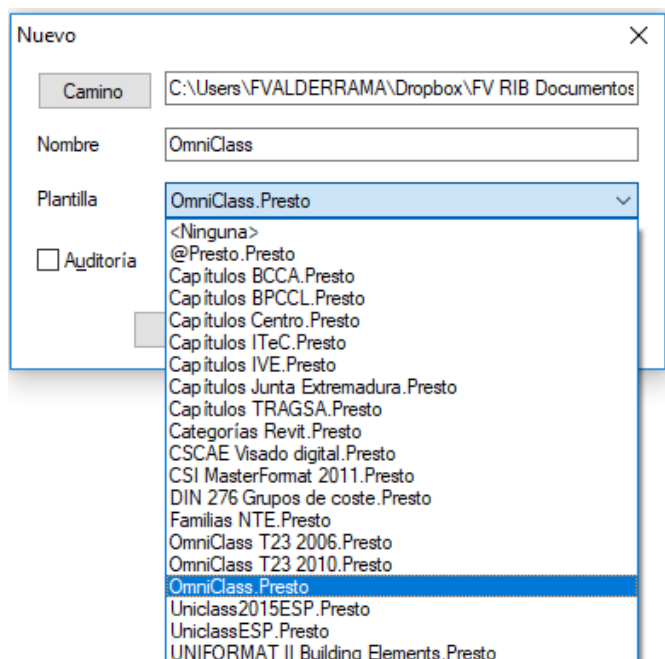 Nuevo
Camino
C:\Users\FVALDERRAMA\Dropbox\FV RIB Documentos
Nombre
OmniClass
Plantilla
OmniClass.Presto
<Ninguna>
@Presto.Presto
Auditoría
Capítulos BCCA.Presto
Capítulos BPCCL.Presto
Capítulos Centro.Presto
Capítulos ITeC.Presto
Capítulos IVE.Presto
Capítulos Junta Extremadura.Presto
Capítulos TRAGSA.Presto
Categorías Revit.Presto
CSCAE Visado digital.Presto
CSI MasterFormat 2011.Presto
DIN 276 Grupos de coste.Presto
Familias NTE.Presto
OmniClass T23 2006.Presto
OmniClass T23 2010.Presto
OmniClass.Presto
Uniclass2015ESP.Presto
UniclassESP.Presto
UNIFORMAT II Building Elements.Presto